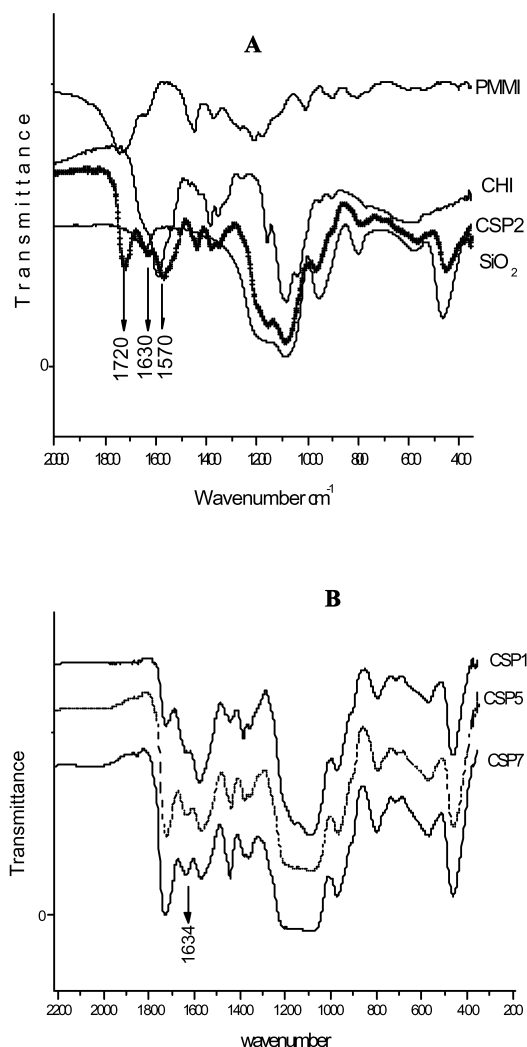 A
PMMI
CHI
CSP2
SiO2
Transmittance
0
1720
1630
1570
2000 1800 1600 1400 1200 1000 800 600 400
Wavenumber cm-1
B
CSP1
CSP5
CSP7
Transmittance
0
1634
2200 2000 1800 1600 1400 1200 1000 800 600 400 200
wavenumber